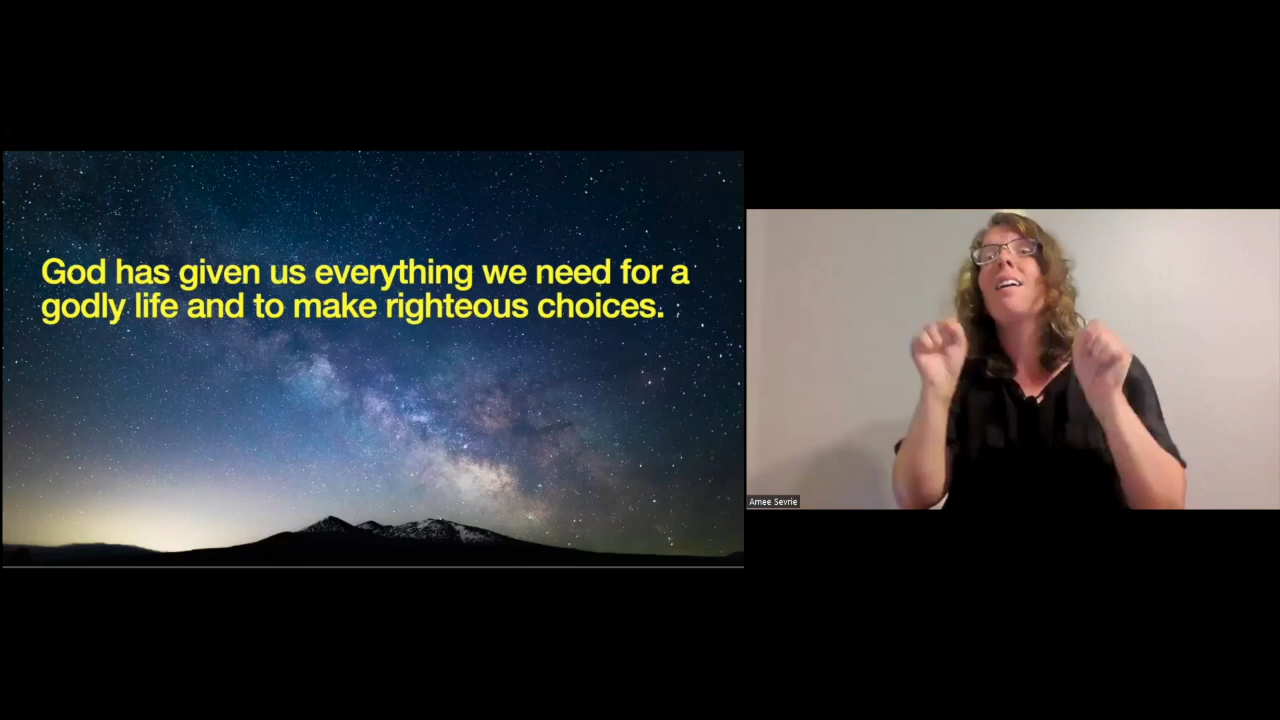 God has given us everything we need for a
godly life and to make righteous choices.
Amee Sevrie